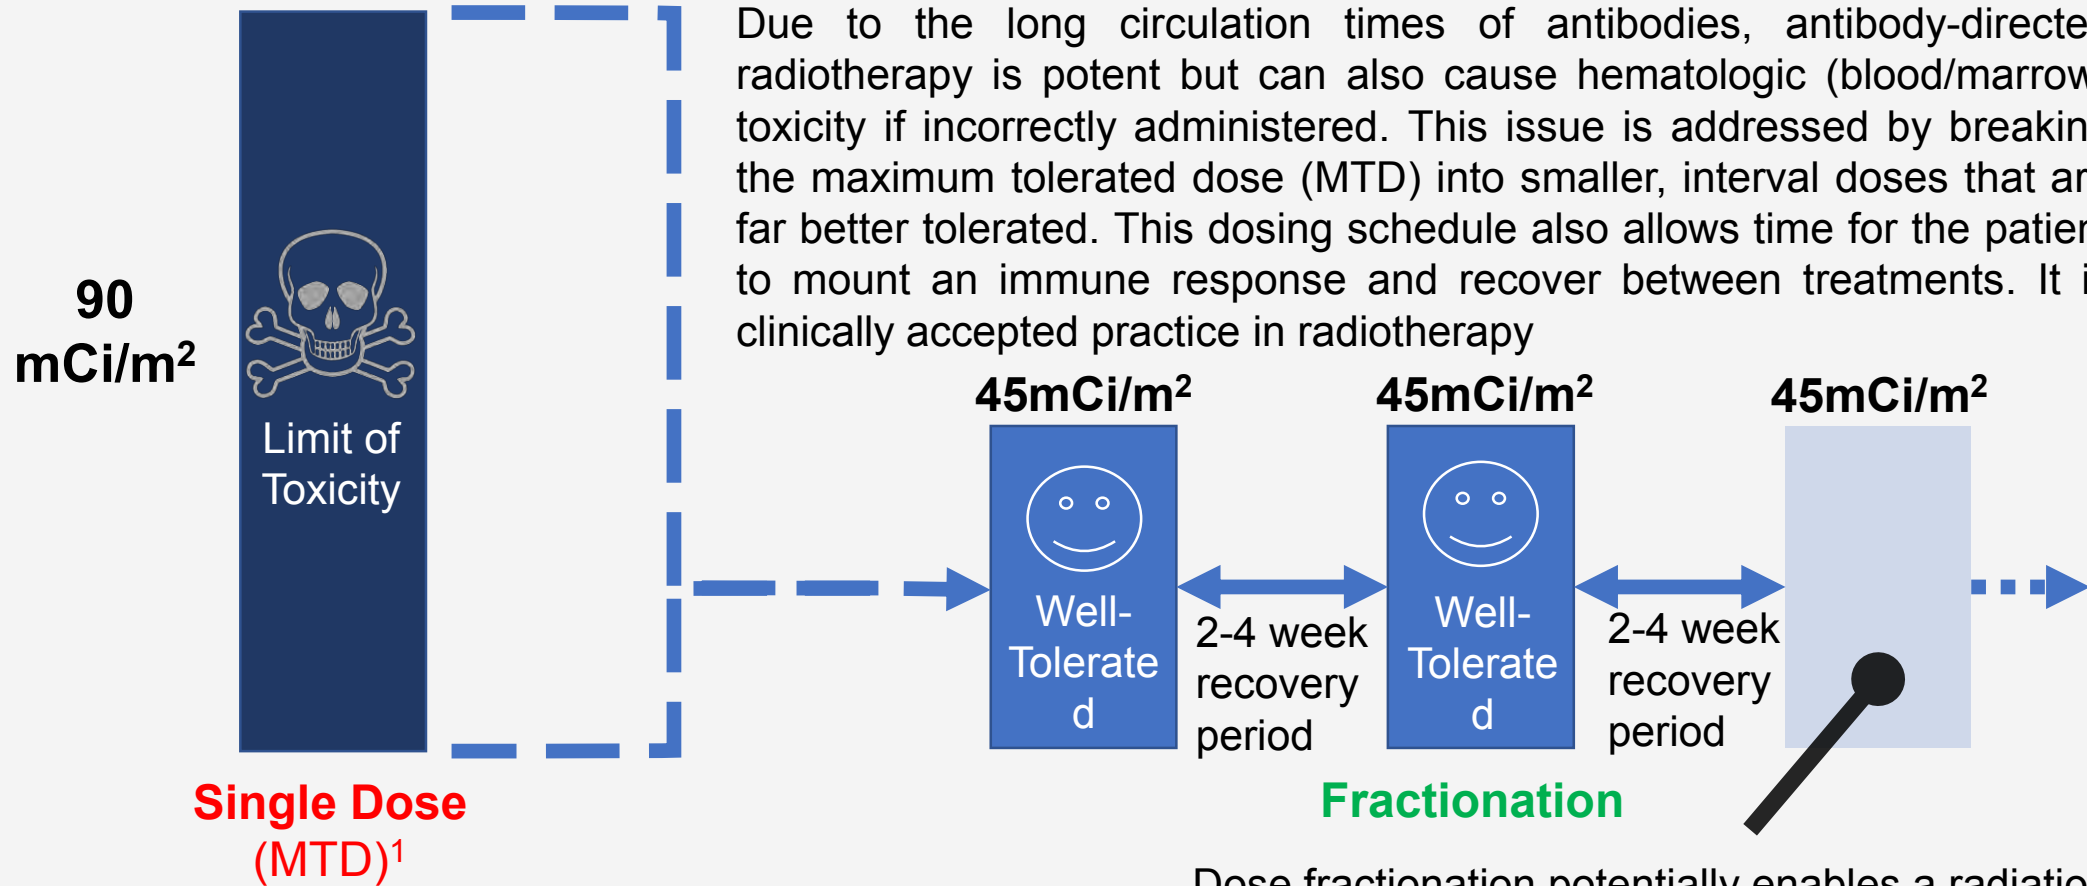 Due to the long circulation times of antibodies, antibody-directe
radiotherapy is potent but can also cause hematologic (blood/marrow
toxicity if incorrectly administered. This issue is addressed by breakin
the maximum tolerated dose (MTD) into smaller, interval doses that ar
far better tolerated. This dosing schedule also allows time for the patien
to mount an immune response and recover between treatments. It i
clinically accepted practice in radiotherapy
90
mCi/m²
Limit of
Toxicity
Single Dose
(MTD)¹
45mCi/m²
Well-
Tolerate
d
2-4 week
recovery
period
45mCi/m²
Well-
Tolerate
d
2-4 week
recovery
period
45mCi/m²
Fractionation
Dose fractionation potentially enables a radiatio